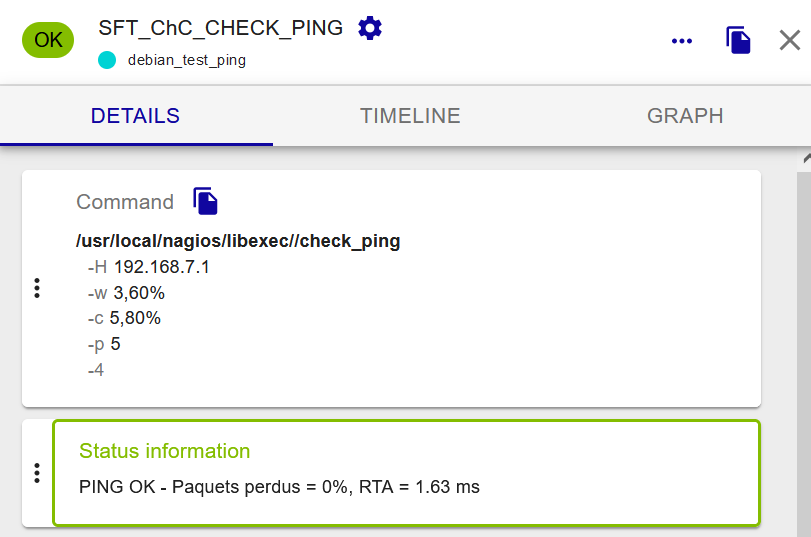 OK
SFT_ChC_CHECK_PING
debian_test_ping
DETAILS
TIMELINE
GRAPH
Command
/usr/local/nagios/libexec//check_ping
-H 192.168.7.1
-w 3,60%
-c 5,80%
-p 5
-4
Status information
PING OK - Paquets perdus = 0%, RTA = 1.63 ms